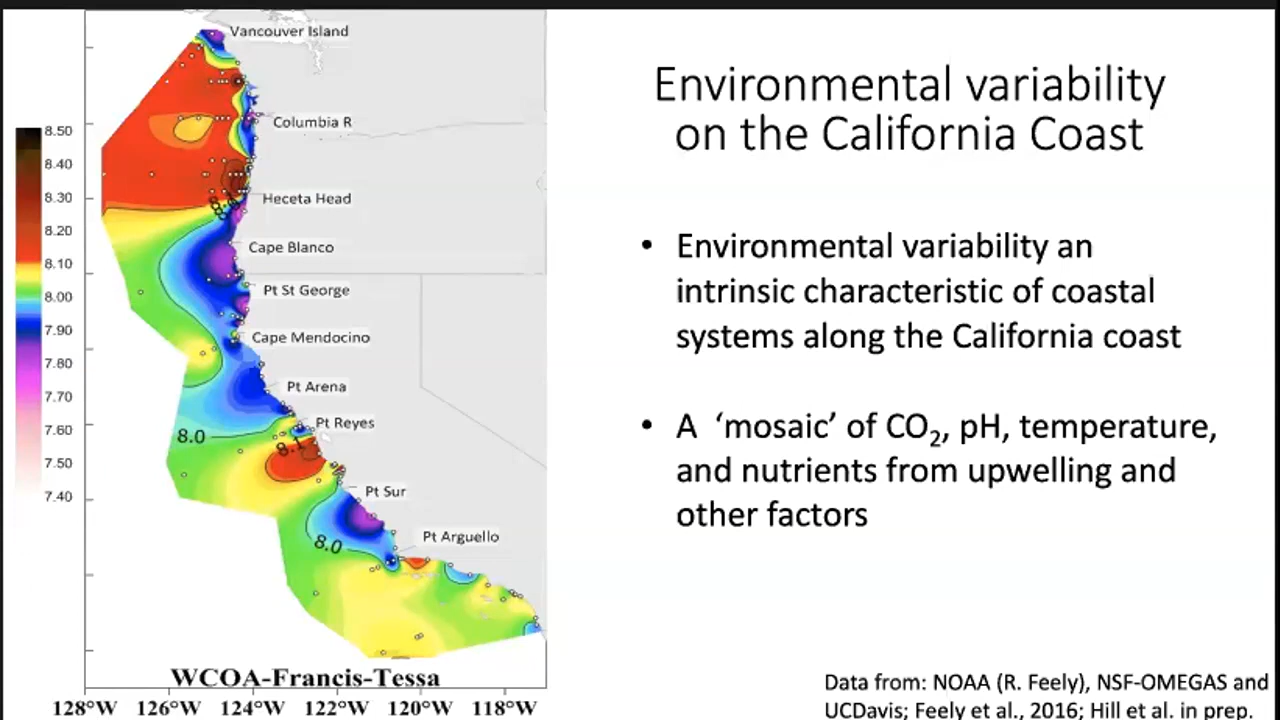 Environmental variability
on the California Coast
• Environmental variability an
intrinsic characteristic of coastal
systems along the California coast
• A ‘mosaic’ of CO2, pH, temperature,
and nutrients from upwelling and
other factors
Data from: NOAA (R. Feely), NSF-OMEGAS and
UCDavis; Feely et al., 2016; Hill et al. in prep.
Vancouver Island
Columbia R
Heceta Head
Cape Blanco
Pt St George
Cape Mendocino
Pt Arena
Pt Reyes
Pt Sur
Pt Arguello
8.50
8.40
8.30
8.20
8.10
8.00
7.90
7.80
7.70
7.60
7.50
7.40
8.0
8.1
8.0
WCOA-Francis-Tessa
128°W 126°W 124°W 122°W 120°W 118°W